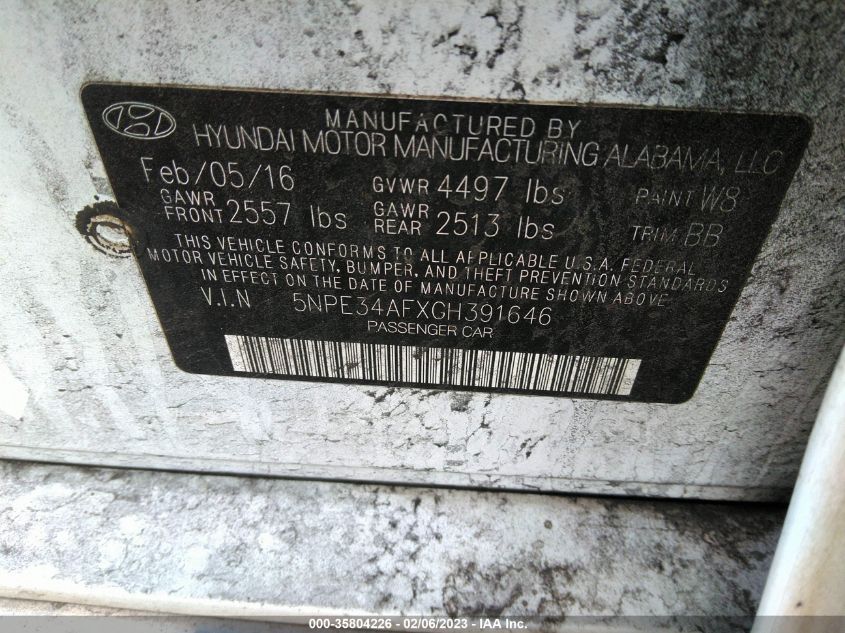 MANUFACTURED BY
HYUNDAI MOTOR MANUFACTURING ALABAMA, LLC
Feb/05/16 GVWR 4497 lbs PAINT W8
GAWR FRONT 2557 lbs GAWR REAR 2513 lbs TRIM BB
THIS VEHICLE CONFORMS TO ALL APPLICABLE U.S.A. FEDERAL
MOTOR VEHICLE SAFETY, BUMPER, AND THEFT PREVENTION STANDARDS
IN EFFECT ON THE DATE OF MANUFACTURE SHOWN ABOVE.
V.I.N 5NPE34AFXGH391646
PASSENGER CAR
000-35804226 - 02/06/2023 - IAA Inc.